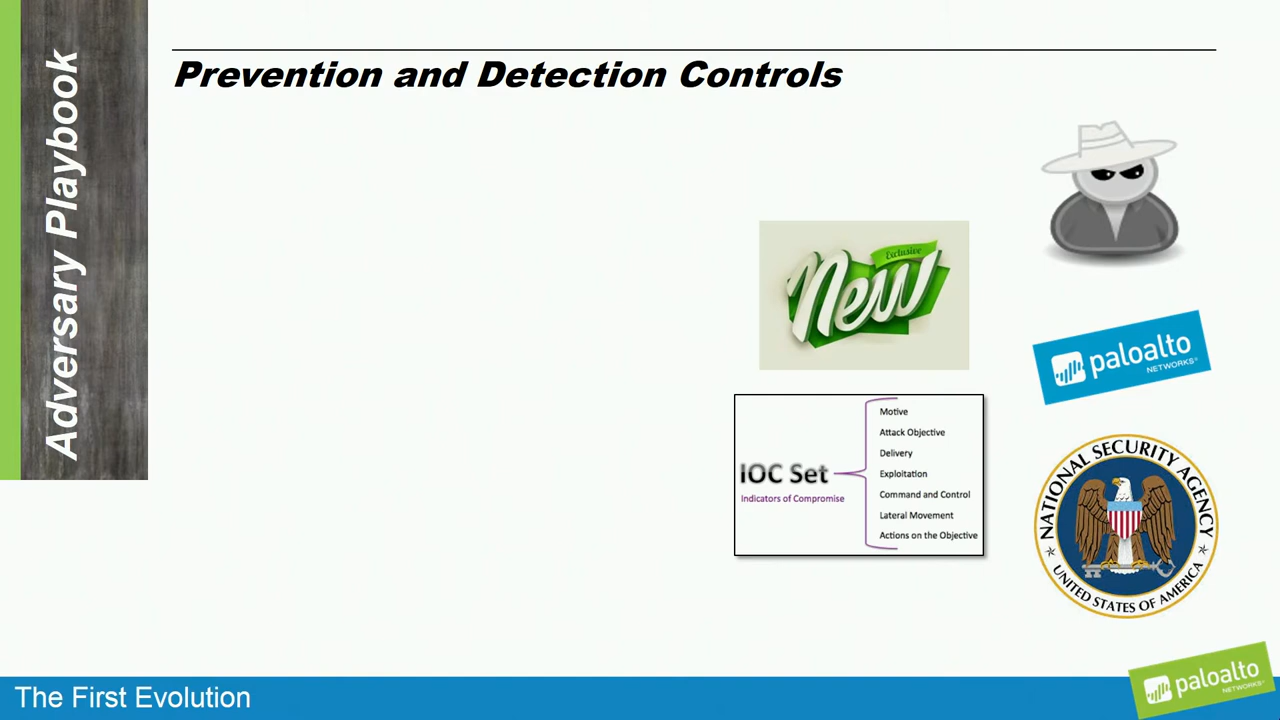 Adversary Playbook
Prevention and Detection Controls
Exclusive
New
paloalto
NETWORKS®
IOC Set
Indicators of Compromise
Motive
Attack Objective
Delivery
Exploitation
Command and Control
Lateral Movement
Actions on the Objective
NATIONAL SECURITY AGENCY
UNITED STATES OF AMERICA
The First Evolution
paloalto
NETWORKS®